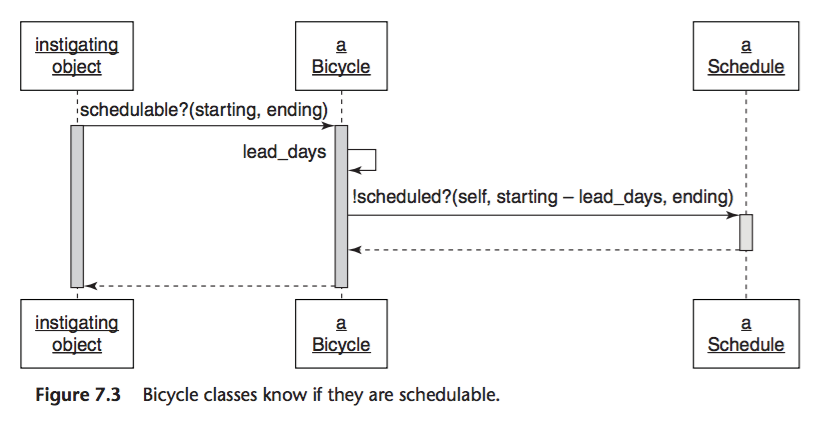 instigating
object
a
Bicycle
a
Schedule
schedulable?(starting, ending)
lead_days
!scheduled?(self, starting – lead_days, ending)
instigating
object
a
Bicycle
a
Schedule
Figure 7.3 Bicycle classes know if they are schedulable.